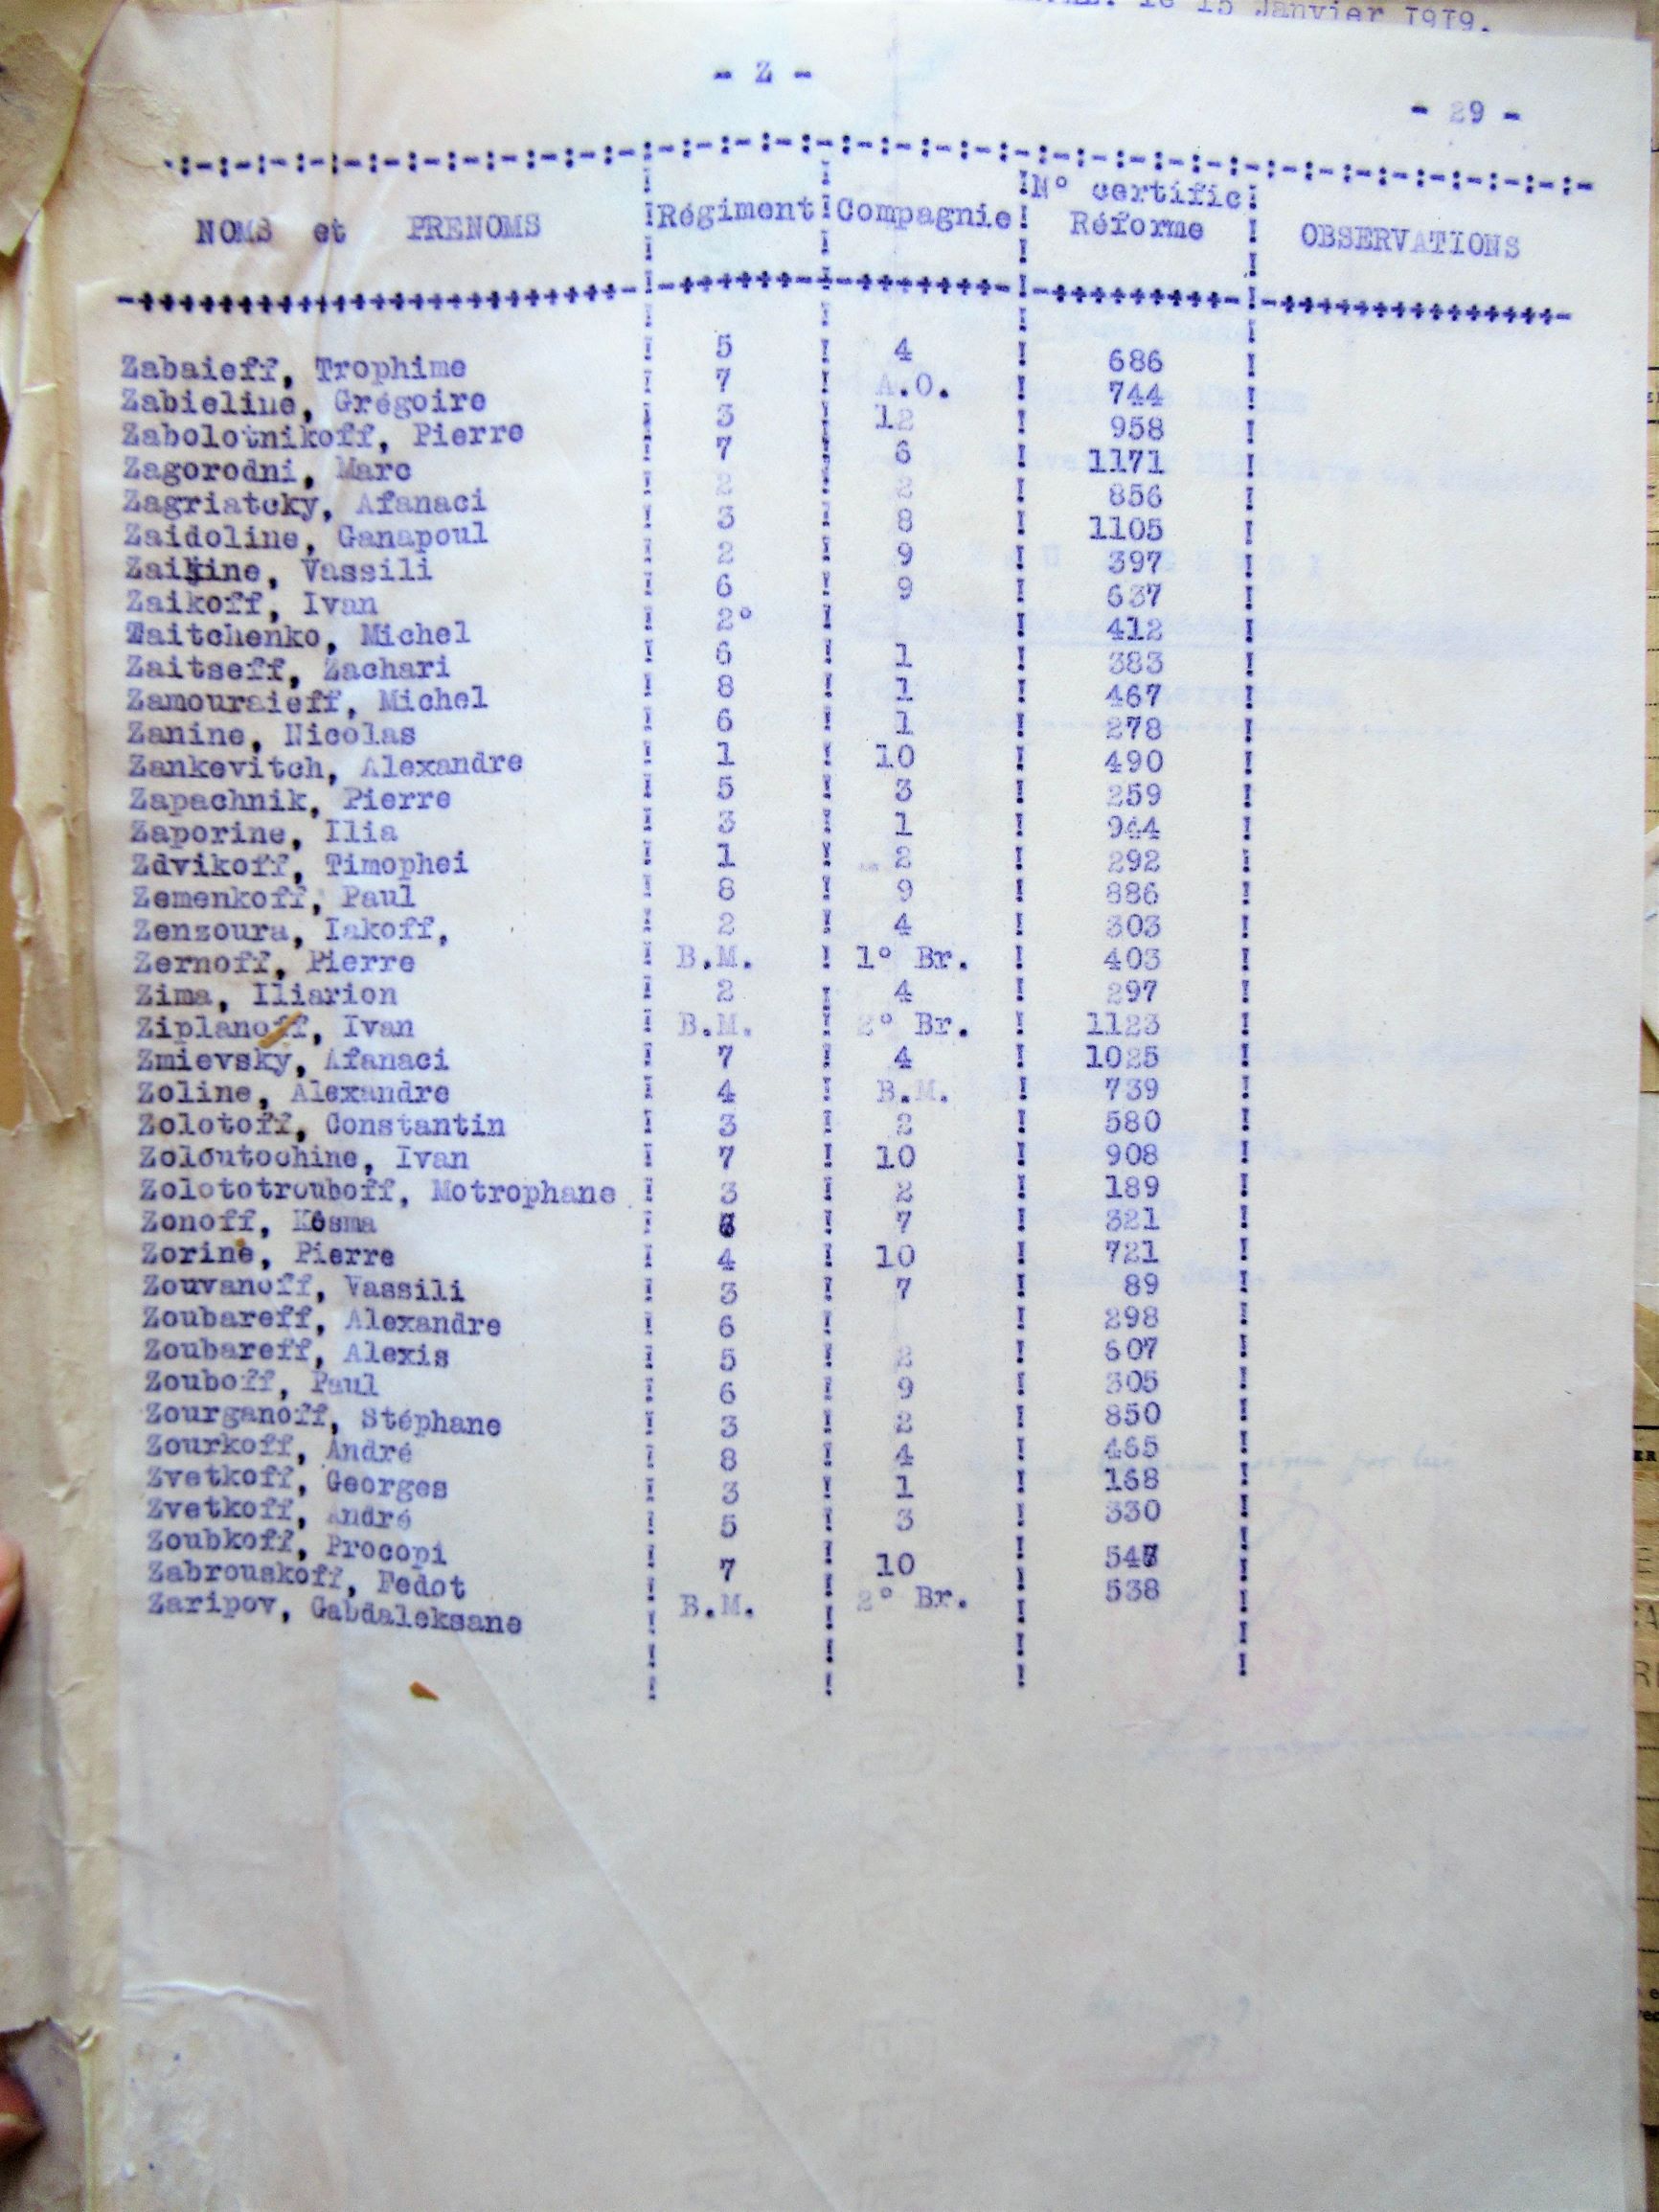 LE 15 Janvier 1919.
- Z -
- 29 -
NOMS et PRENOMS ! Régiment ! Compagnie ! N° certific Réforme ! OBSERVATIONS
Zabaieff, Trophime ! 5 ! 4 ! 686 !
Zabieline, Grégoire ! 7 ! A.O. ! 744 !
Zabolotnikoff, Pierre ! 3 ! 12 ! 958 !
Zagorodni, Marc ! 7 ! 6 ! 1171 !
Zagriatcky, Afanaci ! 2 ! 2 ! 856 !
Zaidoline, Ganapoul ! 3 ! 8 ! 1105 !
Zaikine, Vassili ! 2 ! 9 ! 397 !
Zaikoff, Ivan ! 6 ! 9 ! 637 !
Zaitchenko, Michel ! 2° ! ! 412 !
Zaitseff, Zachari ! 6 ! 1 ! 383 !
Zamouraieff, Michel ! 8 ! 1 ! 467 !
Zanine, Nicolas ! 6 ! 1 ! 278 !
Zankevitch, Alexandre ! 1 ! 10 ! 490 !
Zapachnik, Pierre ! 5 ! 3 ! 259 !
Zaporine, Ilia ! 3 ! 1 ! 944 !
Zdvikoff, Timophei ! 1 ! 2 ! 292 !
Zemenkoff, Paul ! 8 ! 9 ! 886 !
Zenzoura, Iakoff, ! 2 ! 4 ! 303 !
Zernoff, Pierre ! B.M. ! 1° Br. ! 403 !
Zima, Iliarion ! 2 ! 4 ! 297 !
Ziplanoff, Ivan ! B.M. ! 2° Br. ! 1123 !
Zmievsky, Afanaci ! 7 ! 4 ! 1025 !
Zoline, Alexandre ! 4 ! B.M. ! 739 !
Zolotoff, Constantin ! 3 ! 2 ! 580 !
Zoloutochine, Ivan ! 7 ! 10 ! 908 !
Zolototrouboff, Motrophane ! 3 ! 2 ! 189 !
Zonoff, Kosma ! ! 7 ! 321 !
Zorine, Pierre ! 4 ! 10 ! 721 !
Zouvanoff, Vassili ! 3 ! 7 ! 89 !
Zoubareff, Alexandre ! 6 ! ! 298 !
Zoubareff, Alexis ! 5 ! 2 ! 607 !
Zouboff, Paul ! 6 ! 9 ! 305 !
Zourganoff, Stéphane ! 3 ! 2 ! 850 !
Zourkoff, André ! 8 ! 4 ! 465 !
Zvetkoff, Georges ! 3 ! 1 ! 168 !
Zvetkoff, André ! 5 ! 3 ! 330 !
Zoubkoff, Procopi ! ! ! !
Zabrouskoff, Fedot ! 7 ! 10 ! !
Zaripov, Gabdaleksane ! B.M. ! 2° Br. ! 538 !